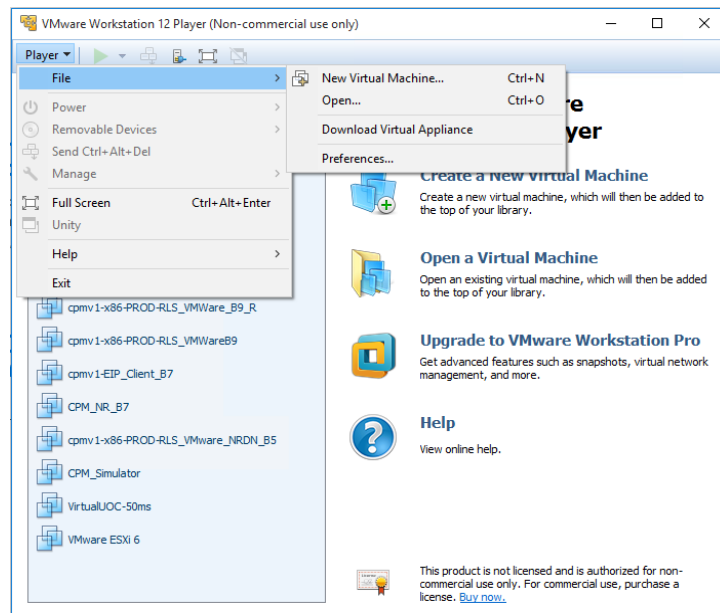 VMware Workstation 12 Player (Non-commercial use only)
Player
File
New Virtual Machine... Ctrl+N
Open... Ctrl+O
Download Virtual Appliance
Preferences...
Power
Removable Devices
Send Ctrl+Alt+Del
Manage
Full Screen Ctrl+Alt+Enter
Unity
Help
Exit
cpmv1-x86-PROD-RLS_VMWare_B9_R
cpmv1-x86-PROD-RLS_VMWareB9
cpmv1-EIP_Client_B7
CPM_NR_B7
cpmv1-x86-PROD-RLS_VMware_NRDN_B5
CPM_Simulator
VirtualUOC-50ms
VMware ESXi 6
Create a New Virtual Machine
Create a new virtual machine, which will then be added to
the top of your library.
Open a Virtual Machine
Open an existing virtual machine, which will then be added
to the top of your library.
Upgrade to VMware Workstation Pro
Get advanced features such as snapshots, virtual network
management, and more.
Help
View online help.
This product is not licensed and is authorized for non-
commercial use only. For commercial use, purchase a
license. Buy now.